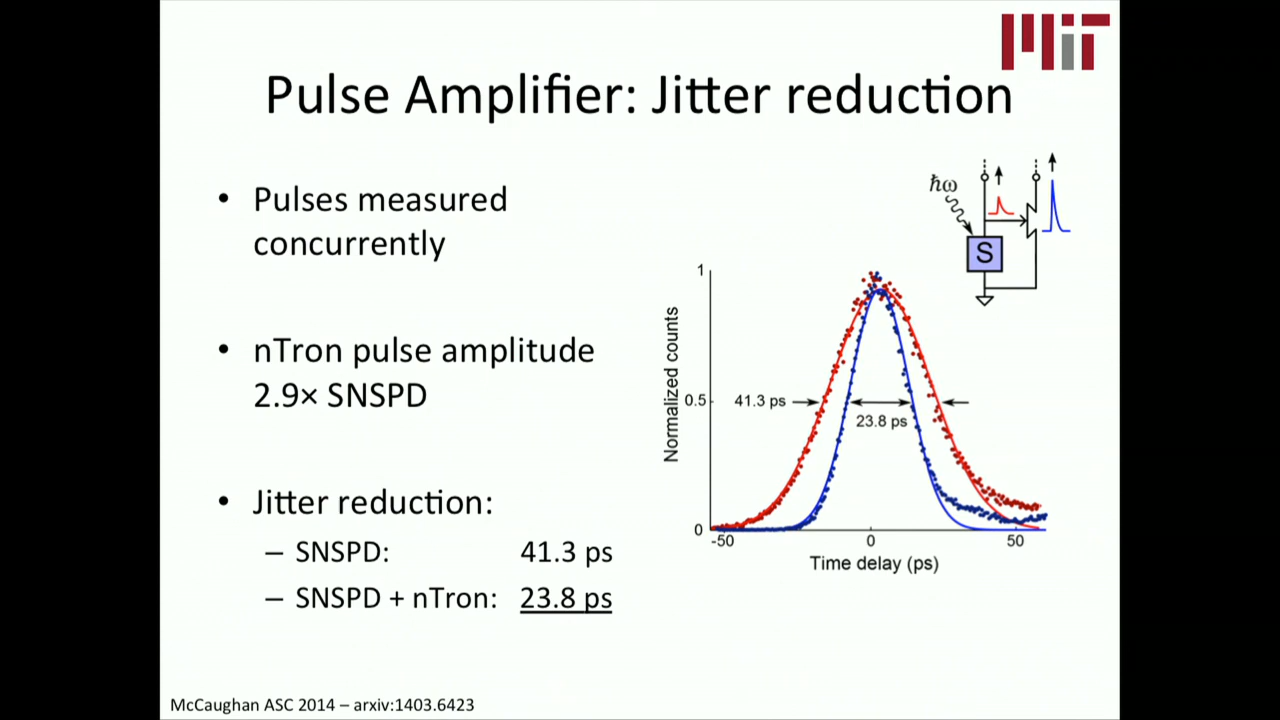 MIT
Pulse Amplifier: Jitter reduction
• Pulses measured
concurrently
• nTron pulse amplitude
2.9× SNSPD
• Jitter reduction:
– SNSPD: 41.3 ps
– SNSPD + nTron: 23.8 ps
ħω
S
1
0.5
0
Normalized counts
41.3 ps
23.8 ps
-50
0
50
Time delay (ps)
McCaughan ASC 2014 – arxiv:1403.6423